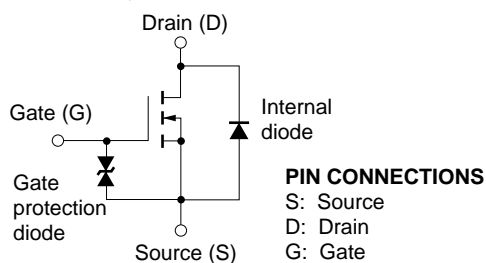 Drain (D)
Gate (G)
Internal
diode
Gate
protection
diode
Source (S)
PIN CONNECTIONS
S: Source
D: Drain
G: Gate